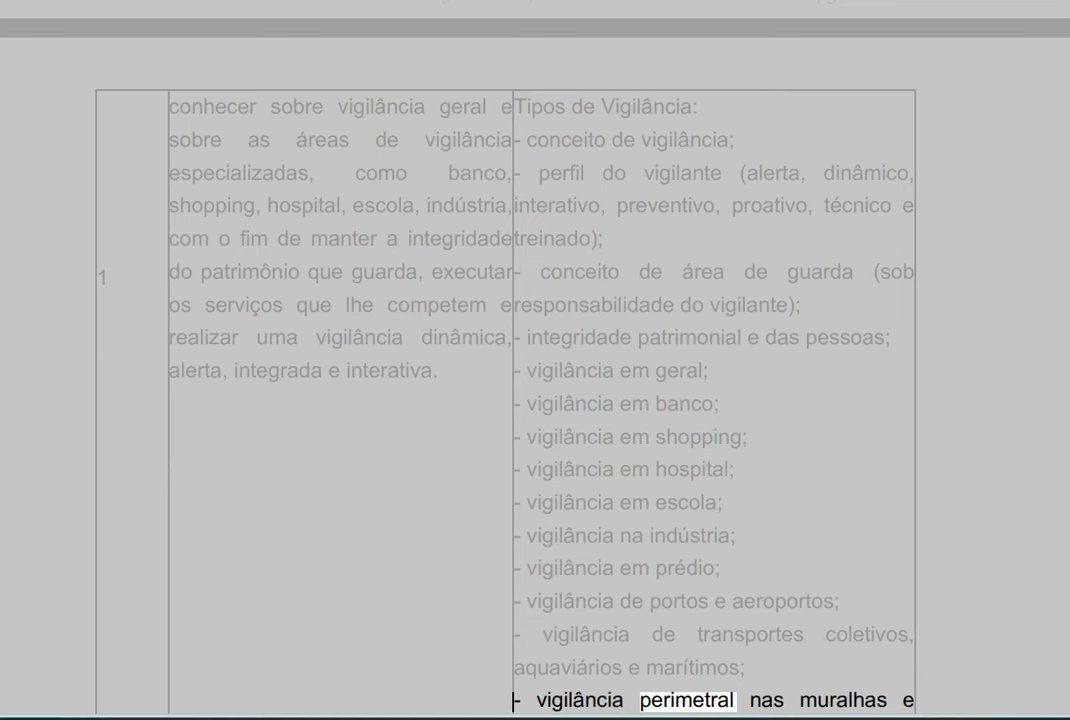 1
conhecer sobre vigilância geral e
sobre as áreas de vigilância
especializadas, como banco,
shopping, hospital, escola, indústria,
com o fim de manter a integridade
do patrimônio que guarda, executar
os serviços que lhe competem e
realizar uma vigilância dinâmica,
alerta, integrada e interativa.
Tipos de Vigilância:
- conceito de vigilância;
- perfil do vigilante (alerta, dinâmico,
interativo, preventivo, proativo, técnico e
treinado);
- conceito de área de guarda (sob
responsabilidade do vigilante);
- integridade patrimonial e das pessoas;
- vigilância em geral;
- vigilância em banco;
- vigilância em shopping;
- vigilância em hospital;
- vigilância em escola;
- vigilância na indústria;
- vigilância em prédio;
- vigilância de portos e aeroportos;
- vigilância de transportes coletivos,
aquaviários e marítimos;
- vigilância perimetral nas muralhas e